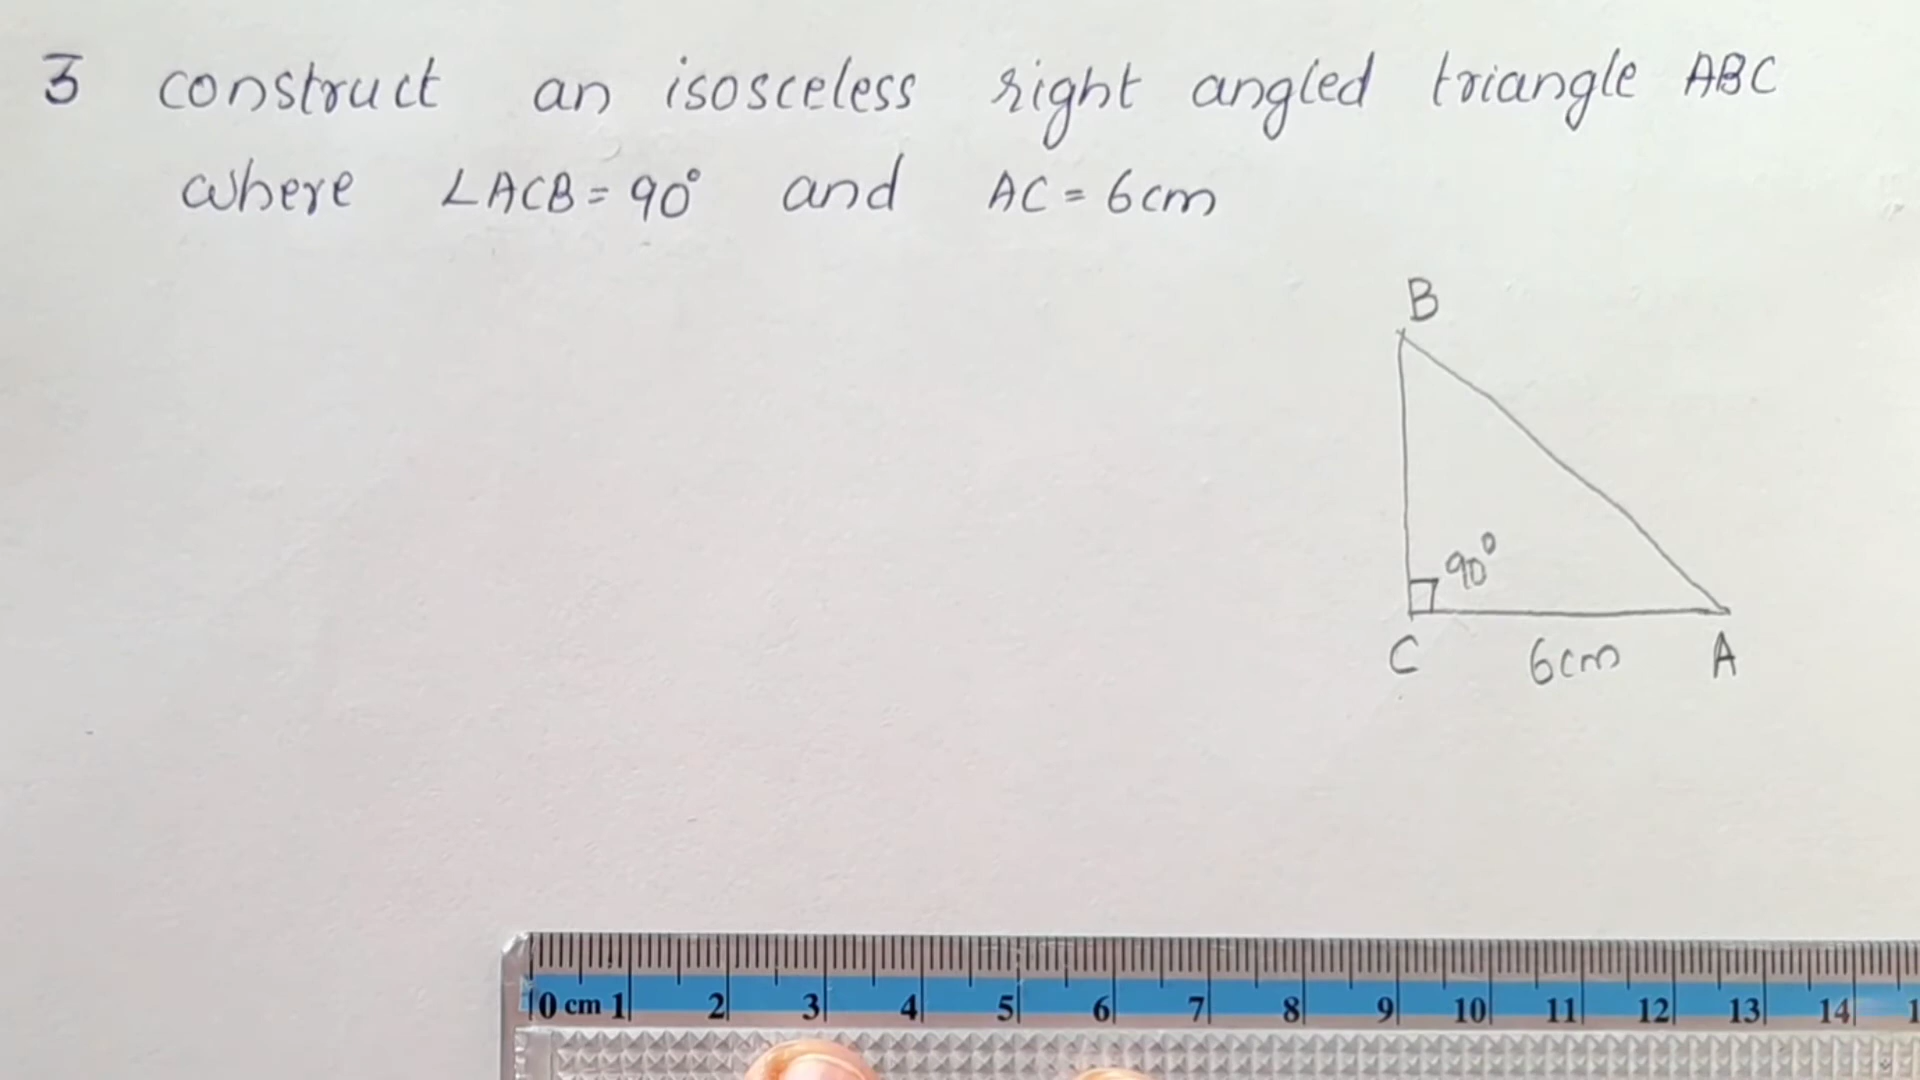 3 construct an isosceless right angled triangle ABC
where ∠ACB = 90° and AC = 6cm
B
90°
C 6cm A
0 cm 1 2 3 4 5 6 7 8 9 10 11 12 13 14 1